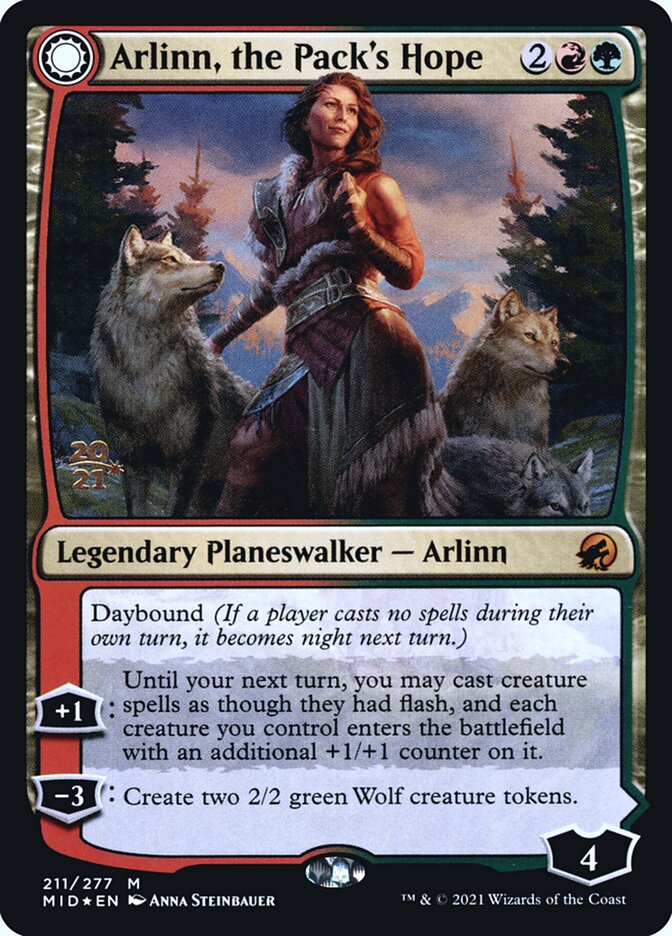 Arlinn, the Pack's Hope 2
20
21
Legendary Planeswalker — Arlinn
Daybound (If a player casts no spells during their
own turn, it becomes night next turn.)
Until your next turn, you may cast creature
+1: spells as though they had flash, and each
creature you control enters the battlefield
with an additional +1/+1 counter on it.
−3: Create two 2/2 green Wolf creature tokens.
4
211/277 M
MID★EN Anna Steinbauer
™ & © 2021 Wizards of the Coast